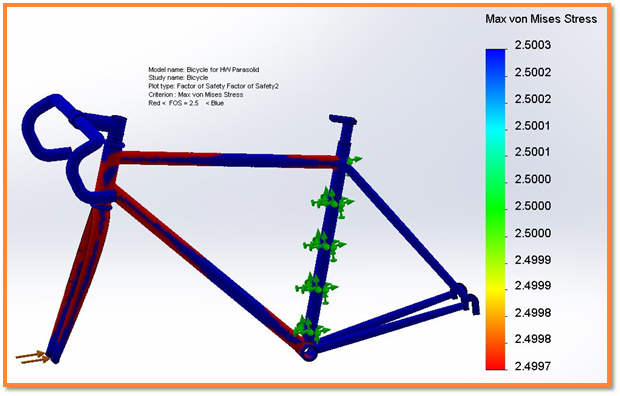 Max von Mises Stress
Model name: Bicycle for HW Parasolid
Study name: Bicycle
Plot type: Factor of Safety Factor of Safety2
Criterion : Max von Mises Stress
Red < FOS = 2.5 < Blue
2.5003
2.5002
2.5002
2.5001
2.5001
2.5000
2.5000
2.5000
2.4999
2.4999
2.4998
2.4998
2.4997